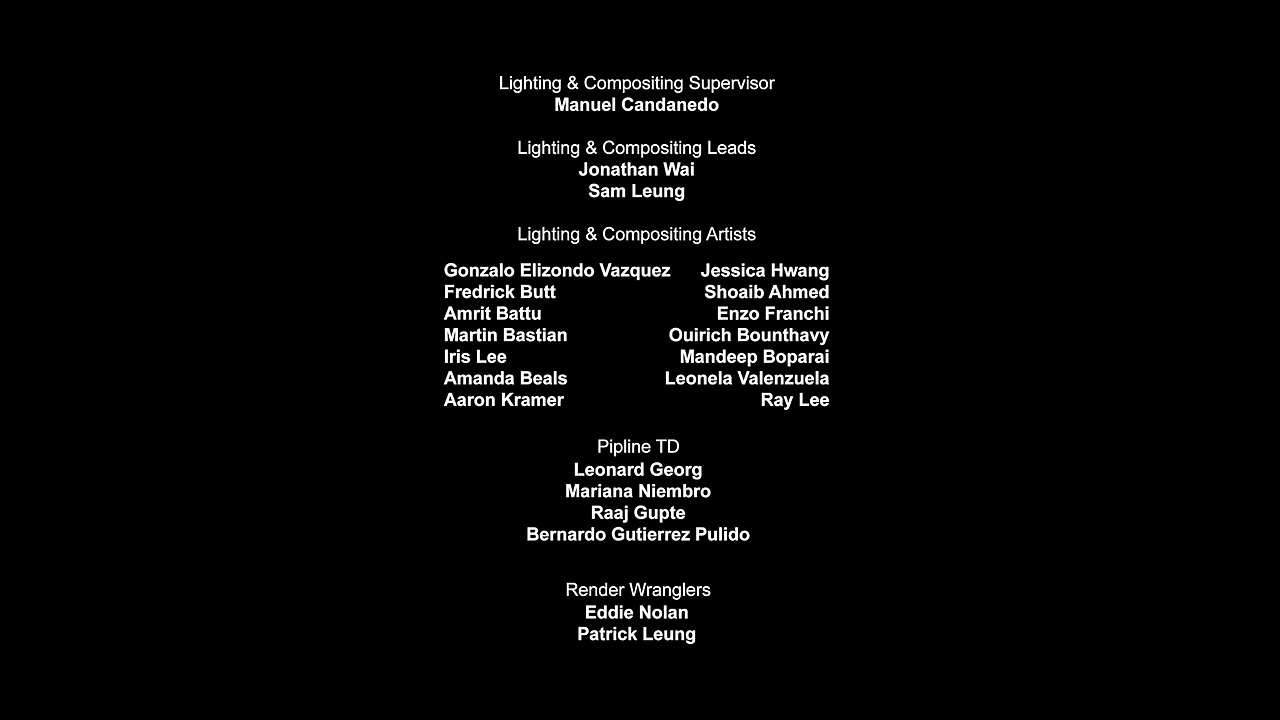 Lighting & Compositing Supervisor
Manuel Candanedo
Lighting & Compositing Leads
Jonathan Wai
Sam Leung
Lighting & Compositing Artists
Gonzalo Elizondo Vazquez Jessica Hwang
Fredrick Butt Shoaib Ahmed
Amrit Battu Enzo Franchi
Martin Bastian Ouirich Bounthavy
Iris Lee Mandeep Boparai
Amanda Beals Leonela Valenzuela
Aaron Kramer Ray Lee
Pipline TD
Leonard Georg
Mariana Niembro
Raaj Gupte
Bernardo Gutierrez Pulido
Render Wranglers
Eddie Nolan
Patrick Leung